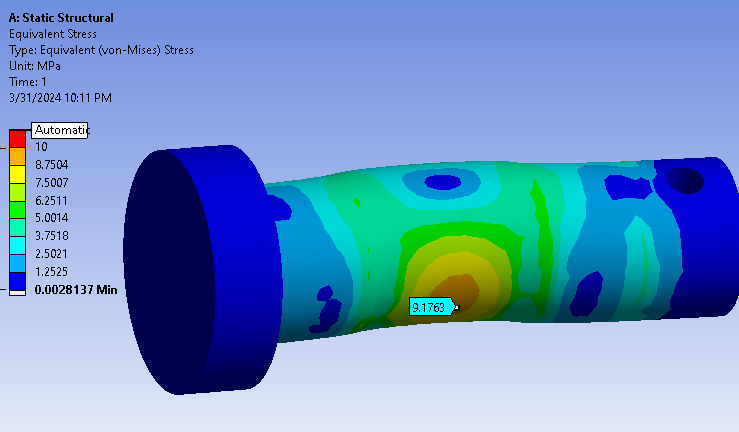 A: Static Structural
Equivalent Stress
Type: Equivalent (von-Mises) Stress
Unit: MPa
Time: 1
3/31/2024 10:11 PM
Automatic
10
8.7504
7.5007
6.2511
5.0014
3.7518
2.5021
1.2525
0.0028137 Min
9.1763